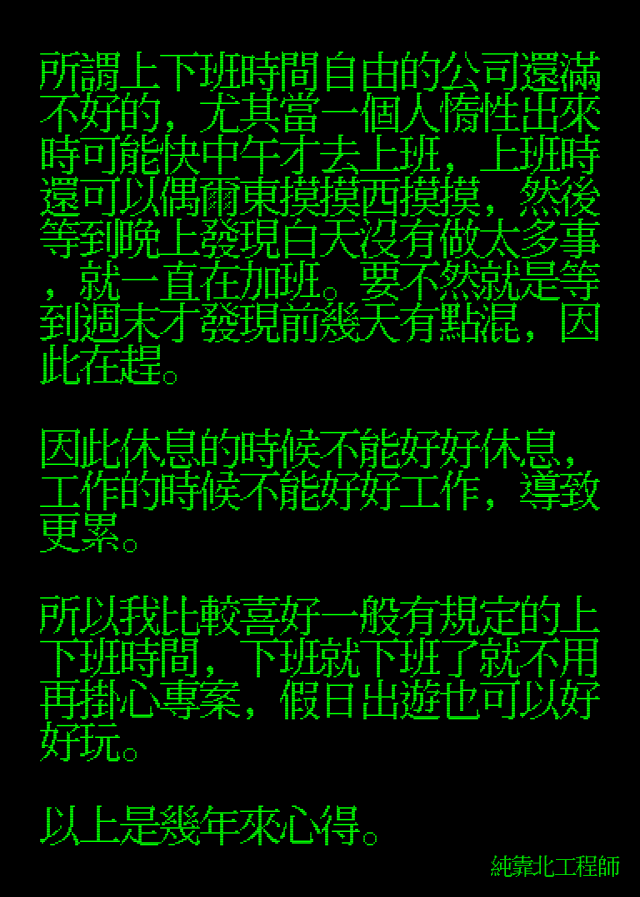 所謂上下班時間自由的公司還滿
不好的，尤其當一個人惰性出來
時可能快中午才去上班，上班時
還可以偶爾東摸摸西摸摸，然後
等到晚上發現白天沒有做太多事
，就一直在加班。要不然就是等
到週末才發現前幾天有點混，因
此在趕。
因此休息的時候不能好好休息，
工作的時候不能好好工作，導致
更累。
所以我比較喜好一般有規定的上
下班時間，下班就下班了就不用
再掛心專案，假日出遊也可以好
好玩。
以上是幾年來心得。
純靠北工程師